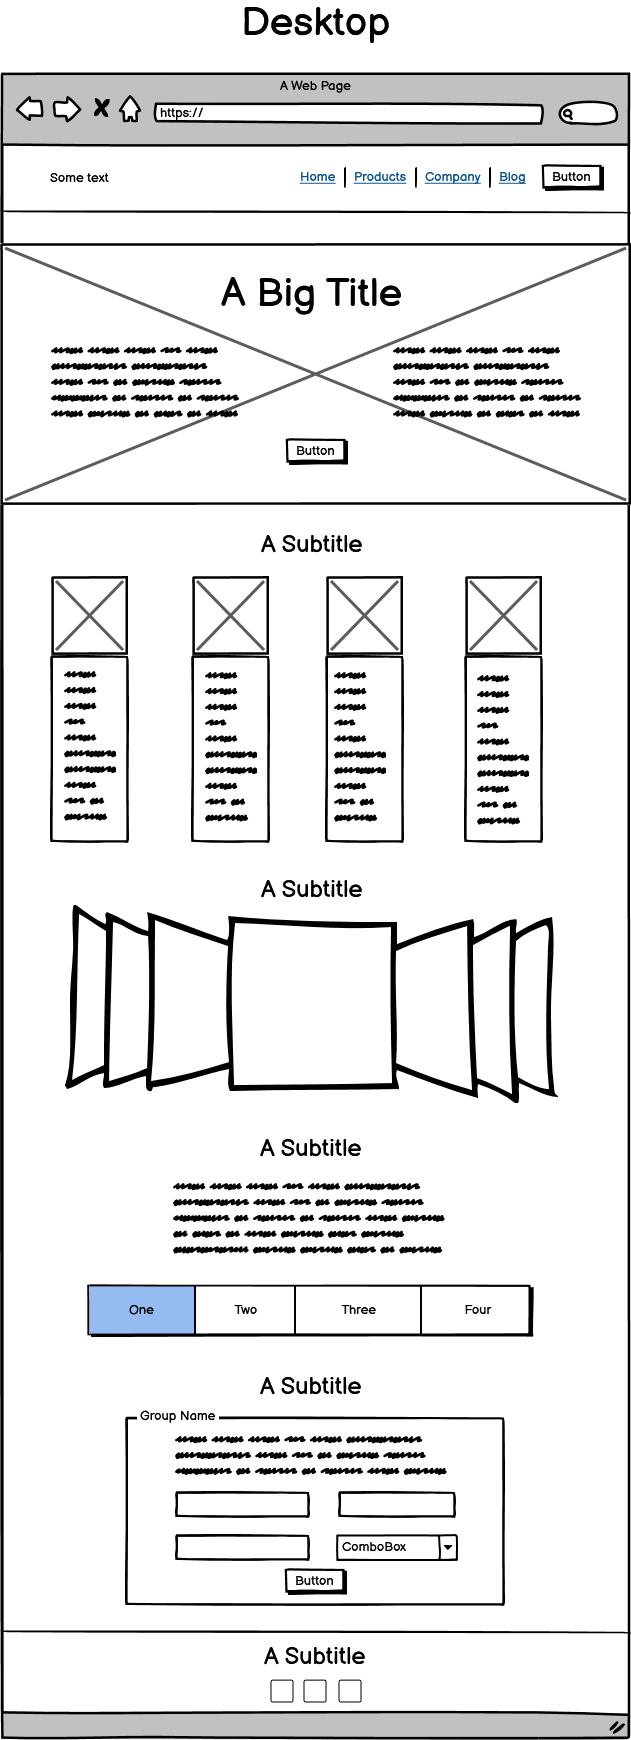 Desktop
A Web Page
https://
Some text
Home
Products
Company
Blog
Button
A Big Title
Button
A Subtitle
A Subtitle
A Subtitle
One
Two
Three
Four
A Subtitle
Group Name
ComboBox
Button
A Subtitle